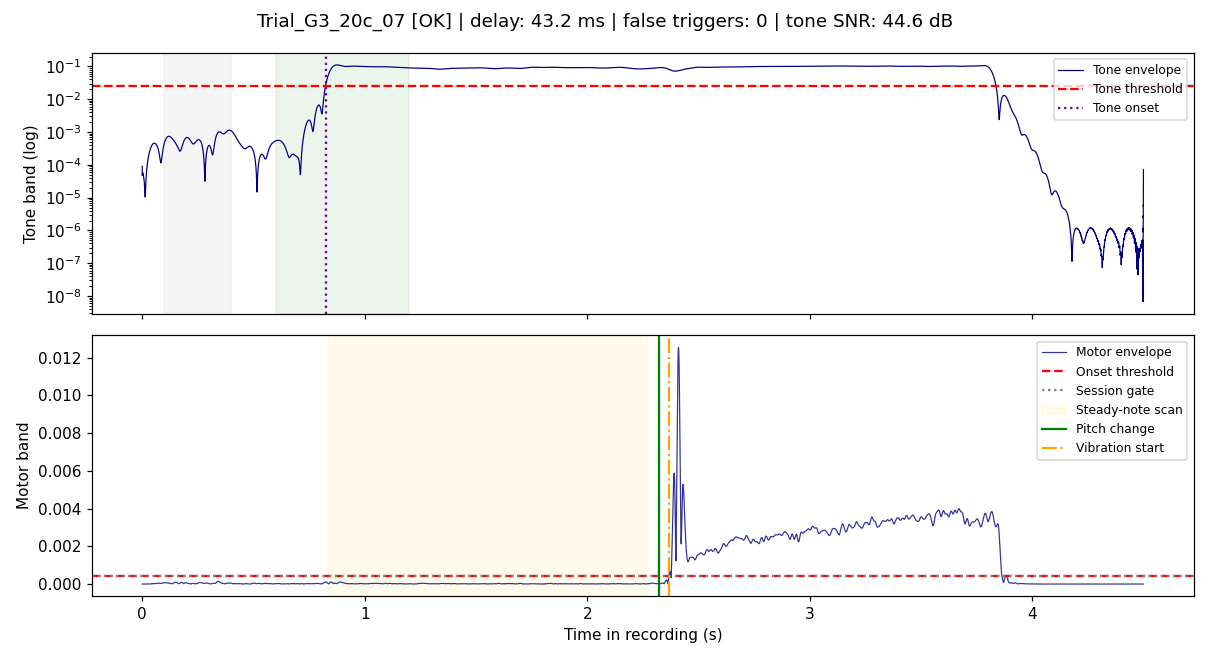 Trial_G3_20c_07 [OK] | delay: 43.2 ms | false triggers: 0 | tone SNR: 44.6 dB
Tone band (log)
10⁻¹
10⁻²
10⁻³
10⁻⁴
10⁻⁵
10⁻⁶
10⁻⁷
10⁻⁸
Tone envelope
Tone threshold
Tone onset
Motor band
0.012
0.010
0.008
0.006
0.004
0.002
0.000
Motor envelope
Onset threshold
Session gate
Steady-note scan
Pitch change
Vibration start
0 1 2 3 4
Time in recording (s)